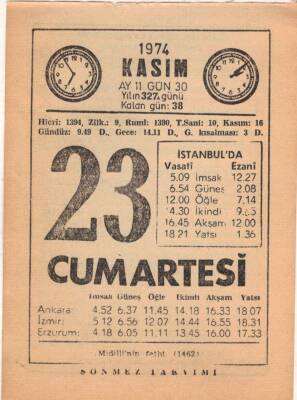 1974
KASIM
AY 11 GÜN 30
Yılın 327. günü
Kalan gün: 38
Hicrî: 1394, Zilk.: 9, Rumî: 1390, T.Sani: 10, Kasım: 16
Gündüz: 9.49 D., Gece: 14.11 D., G. kısalması: 3 D.
23
İSTANBUL'DA
Vasatî Ezanî
5.09 İmsak 12.27
6.54 Güneş 2.08
12.00 Öğle 7.14
14.30 İkindi
16.45 Akşam 12.00
18.21 Yatsı 1.36
CUMARTESİ
İmsak Güneş Öğle İkindi Akşam Yatsı
Ankara: 4.52 6.37 11.45 14.18 16.33 18.07
İzmir: 5.12 6.56 12.07 14.44 16.55 18.31
Erzurum: 4.18 6.05 11.11 13.45 16.00 17.33
Midilli'nin fethi (1462)
SÖNMEZ TAKVİMİ